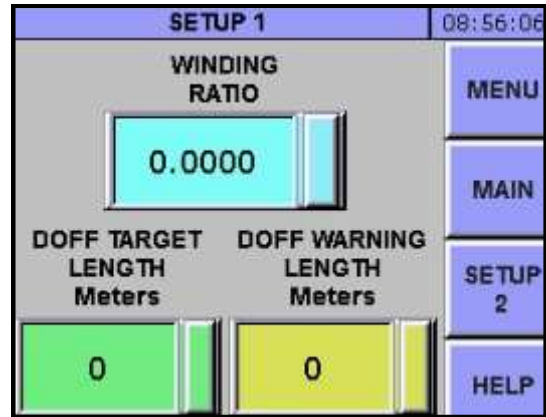 SETUP 1
08:56:06
WINDING
RATIO
0.0000
DOFF TARGET
LENGTH
Meters
DOFF WARNING
LENGTH
Meters
0
0
MENU
MAIN
SETUP
2
HELP